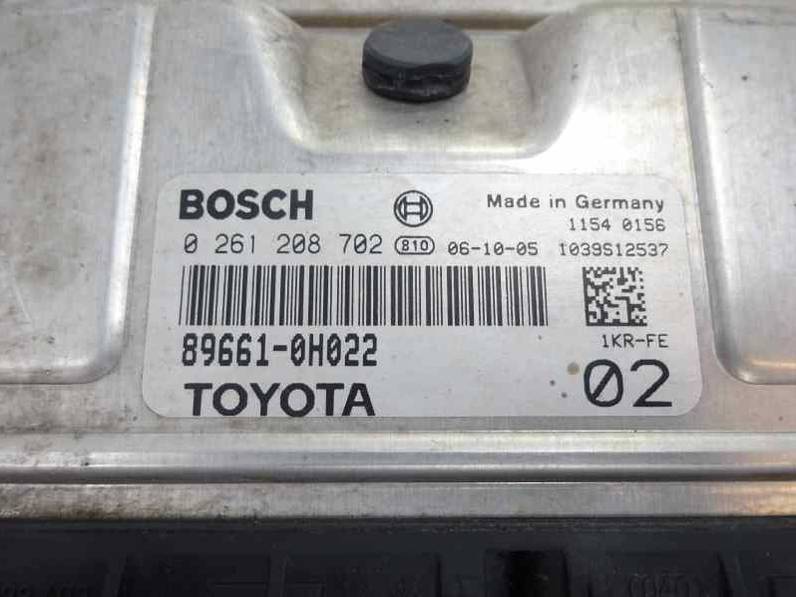 BOSCH Made in Germany
1154 0156
0 261 208 702 810 06-10-05 1039S12537
89661-0H022 1KR-FE
TOYOTA 02